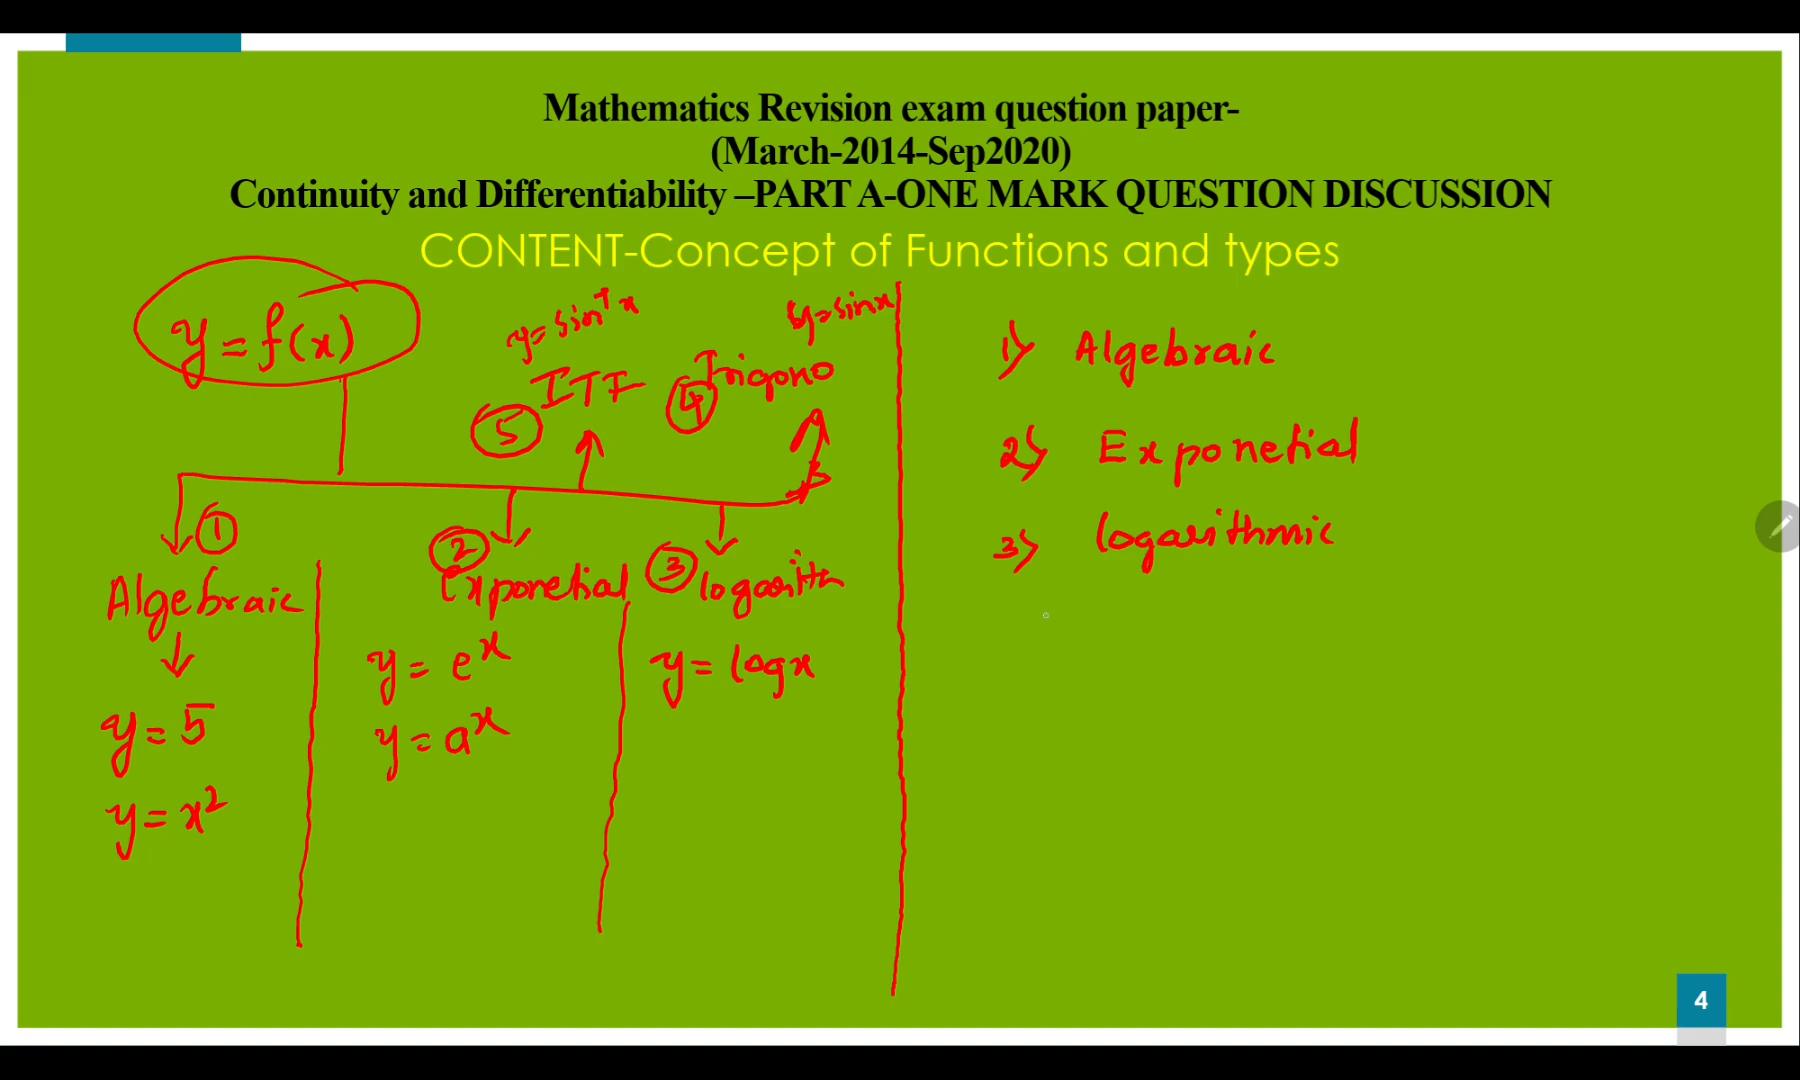 Mathematics Revision exam question paper-
(March-2014-Sep2020)
Continuity and Differentiability –PART A-ONE MARK QUESTION DISCUSSION
CONTENT-Concept of Functions and types
y = f(x)
y = sin⁻¹x
y = sinx
ITF
Trigono
5
4
1
2
3
Algebraic
Exponetial
logarith
y = 5
y = x²
y = eˣ
y = aˣ
y = logx
1) Algebraic
2) Exponetial
3) logarithmic
4